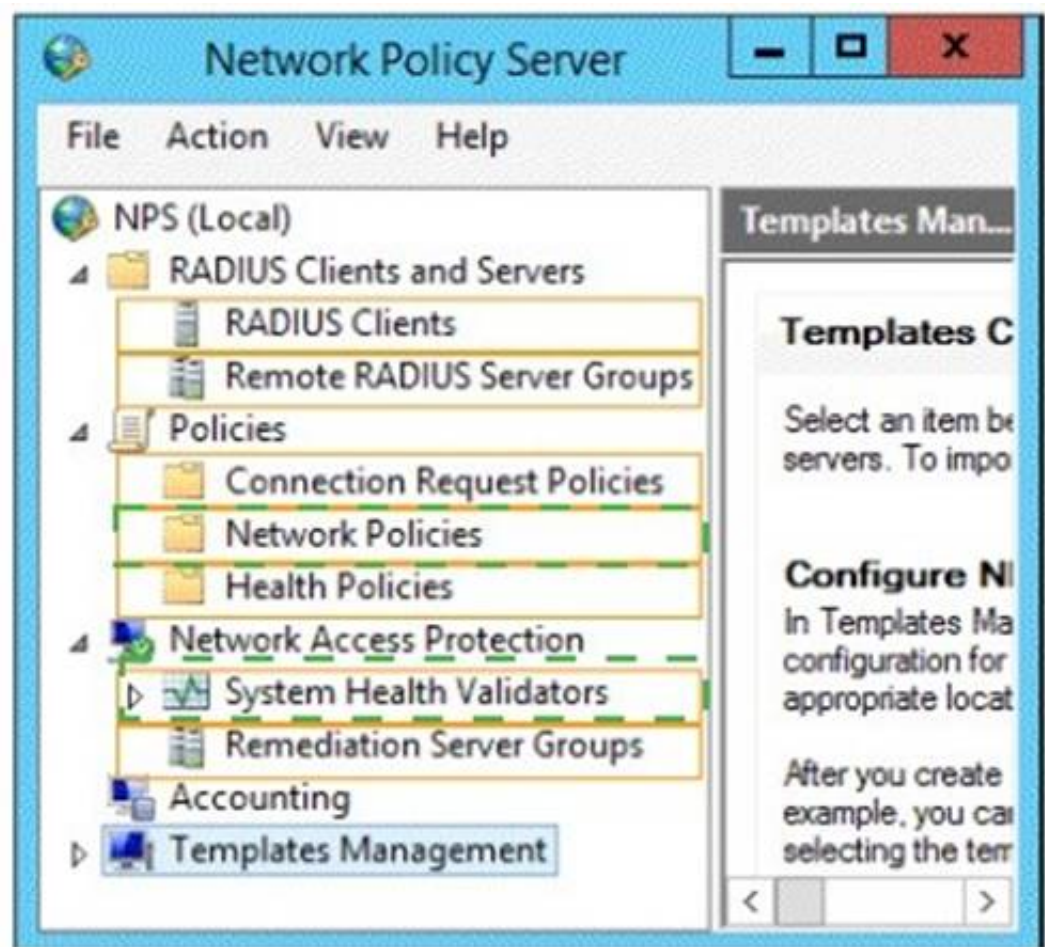 Network Policy Server
File Action View Help
NPS (Local)
RADIUS Clients and Servers
RADIUS Clients
Remote RADIUS Server Groups
Policies
Connection Request Policies
Network Policies
Health Policies
Network Access Protection
System Health Validators
Remediation Server Groups
Accounting
Templates Management
Templates Man...
Templates C
Select an item be
servers. To impo
Configure N
In Templates Ma
configuration for
appropriate locat
After you create
example, you ca
selecting the tem